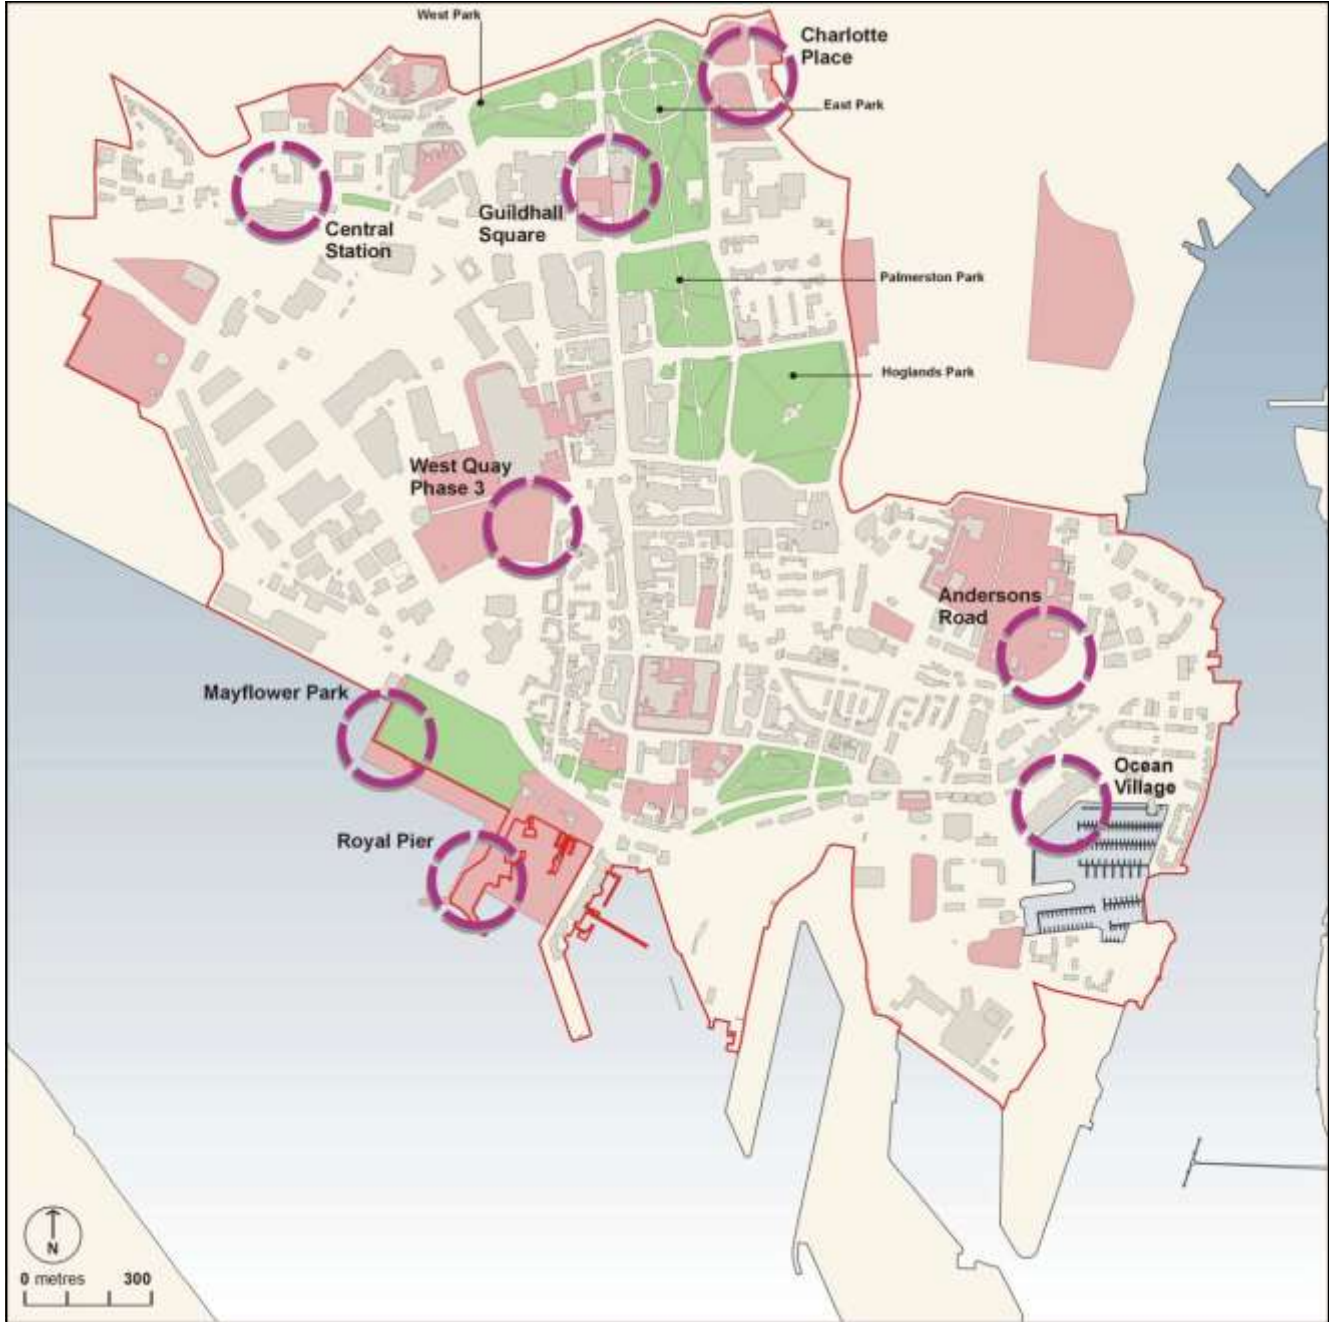 West Park
Charlotte
Place
East Park
Guildhall
Square
Central
Station
Palmerston Park
Hoglands Park
West Quay
Phase 3
Andersons
Road
Mayflower Park
Ocean
Village
Royal Pier
N
0 metres 300